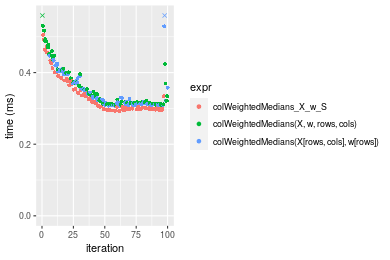 0.4
0.2
0.0
time (ms)
0
25
50
75
100
iteration
expr
colWeightedMedians_X_w_S
colWeightedMedians(X, w, rows, cols)
colWeightedMedians(X[rows, cols], w[rows])